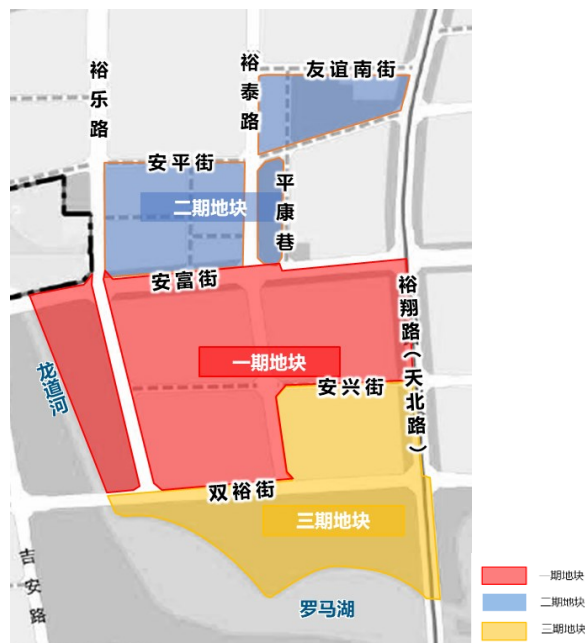 友谊南街
裕乐路
裕泰路
安平街
平康巷
二期地块
安富街
裕翔路（天北路）
一期地块
龙道河
安兴街
双裕街
三期地块
吉安路
罗马湖
一期地块
二期地块
三期地块